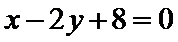 x − 2y + 8 = 0